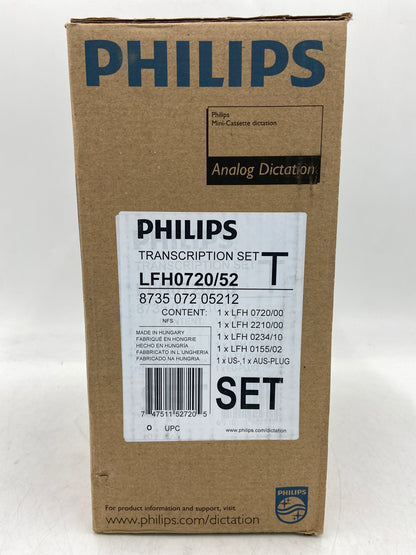 PHILIPS
Philips
Mini-Cassette dictation
Analog Dictation
PHILIPS
TRANSCRIPTION SET
T
LFH0720/52
8735 072 05212
CONTENT:
NFS
1 x LFH 0720/00
1 x LFH 2210/00
1 x LFH 0234/10
1 x LFH 0155/02
1 x US-,1 x AUS-PLUG
MADE IN HUNGARY
FABRIQUÉ EN HONGRIE
HECHO EN HUNGRÍA
FABBRICATO IN L'UNGHERIA
FABRICADO NA HUNGRIA
SET
7 47511 52720 5
O UPC
www.philips.com/dictation
For product information and support, visit
www.philips.com/dictation
PHILIPS